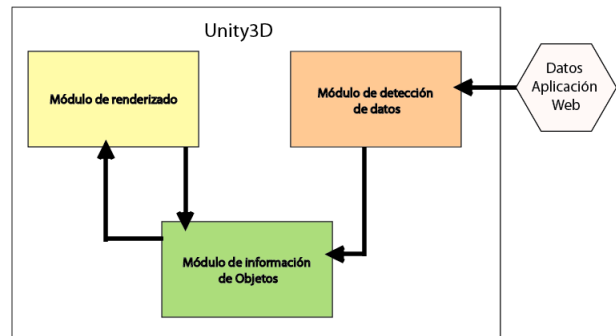 Unity3D
Módulo de renderizado
Módulo de detección
de datos
Datos
Aplicación
Web
Módulo de información
de Objetos